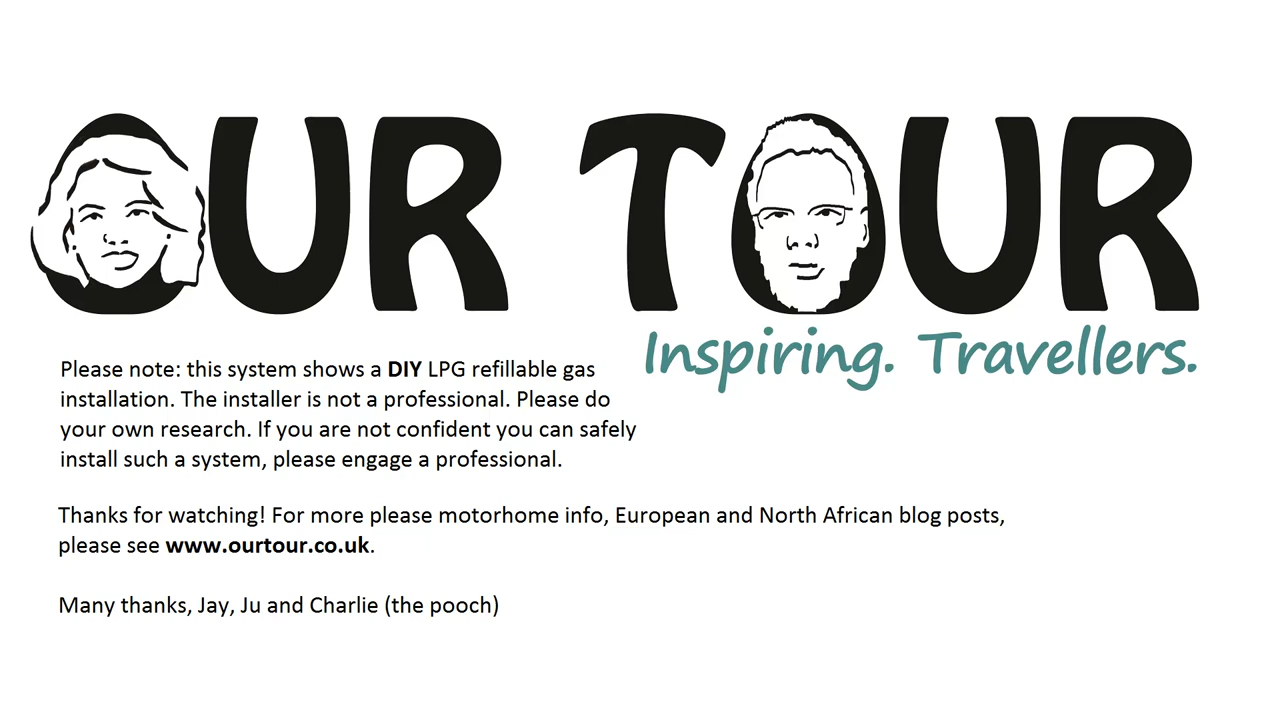 OUR TOUR
Inspiring. Travellers.
Please note: this system shows a DIY LPG refillable gas
installation. The installer is not a professional. Please do
your own research. If you are not confident you can safely
install such a system, please engage a professional.
Thanks for watching! For more please motorhome info, European and North African blog posts,
please see www.ourtour.co.uk.
Many thanks, Jay, Ju and Charlie (the pooch)